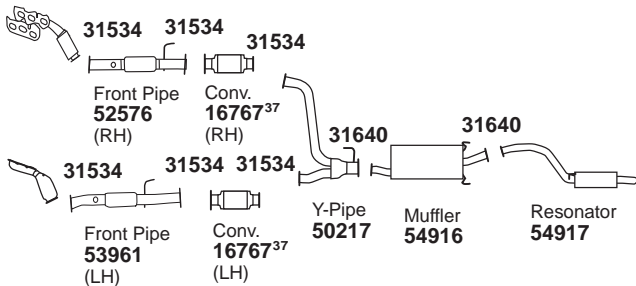 31534
31534
31534
Front Pipe
52576
(RH)
Conv.
16767³⁷
(RH)
31640
31640
31534
31534
31534
Front Pipe
53961
(LH)
Conv.
16767³⁷
(LH)
Y-Pipe
50217
Muffler
54916
Resonator
54917